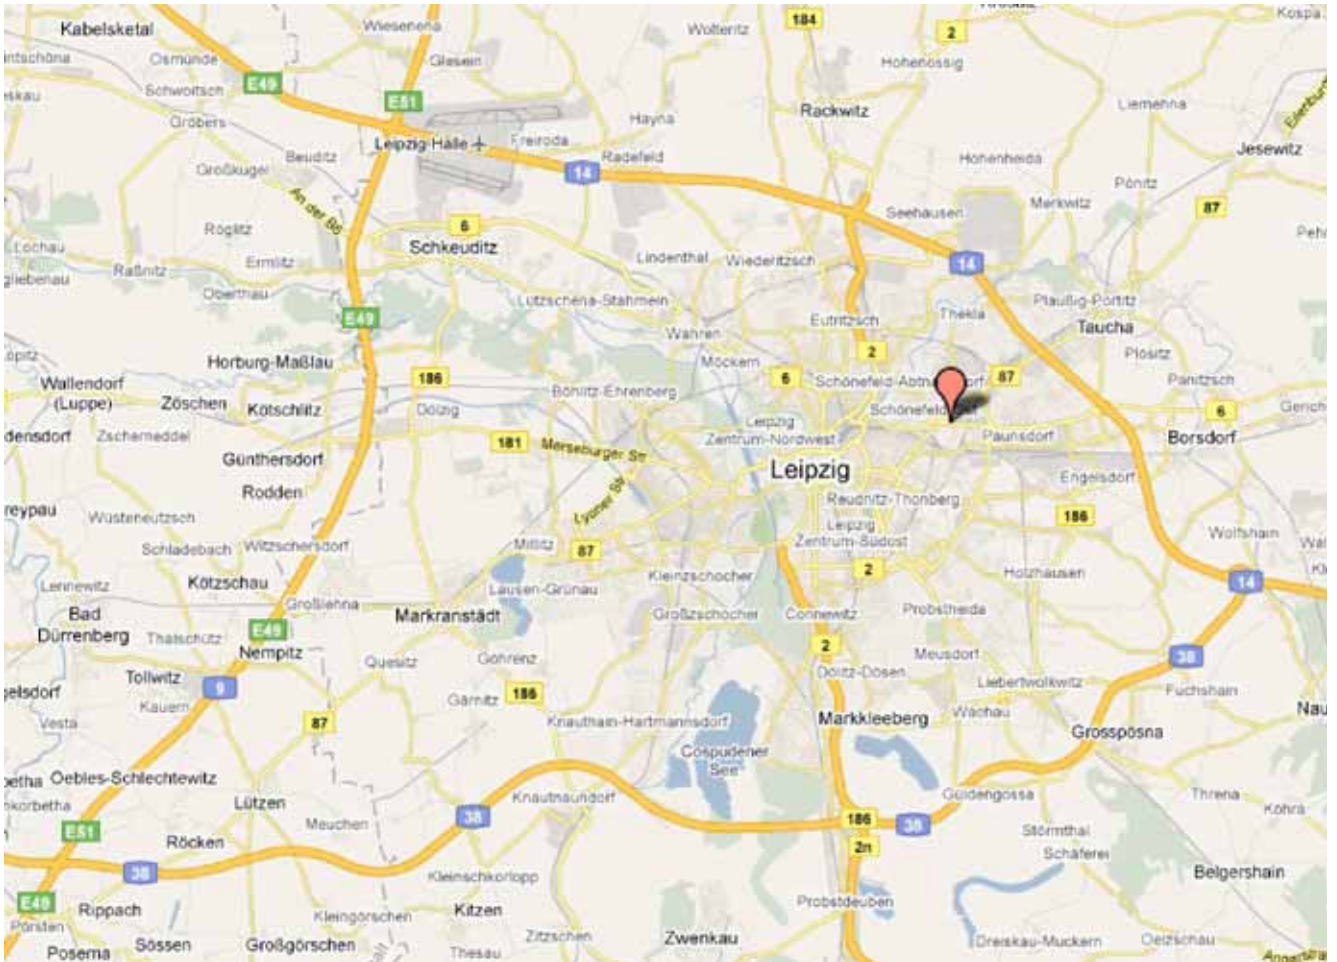 Kabelsketal
Wiesenena
184
Wolteritz
2
Kospa
Osmünde
Glesien
Hohenossig
E49
Schwoitsch
E51
Rackwitz
Liemehna
Gröbers
Hayna
Leipzig-Halle
Freiroda
Radefeld
Beuditz
Großkugel
14
Hohenheida
Jesewitz
Pönitz
An der B6
6
Seehausen
Merkwitz
87
Röglitz
Schkeuditz
Lochau
Ermlitz
Lindenthal
Wiederitzsch
14
Raßnitz
Oberthau
Lützschena-Stahmeln
Plaußig-Portitz
E49
Eutritzsch
Thekla
Taucha
Wahren
Horburg-Maßlau
Möckern
2
Plösitz
Wallendorf
(Luppe)
186
Böhlitz-Ehrenberg
6
87
Panitzsch
Zöschen
Kötschlitz
Dölzig
6
Zscherneddel
181
Merseburger Str
Leipzig
Zentrum-Nordwest
Paunsdorf
Borsdorf
Günthersdorf
Leipzig
Engelsdorf
Rodden
Lyoner Str
Reudnitz-Thonberg
Wüsteneutzsch
Leipzig
Zentrum-Südost
186
Wolfshain
Schladebach
Witzschersdorf
Miltitz
87
2
Kötzschau
Lausen-Grünau
Kleinzschocher
Holzhausen
14
Bad
Dürrenberg
Großlehna
Markranstädt
Großzschocher
Connewitz
Probstheida
E49
Thalschütz
Nempitz
Quesitz
Göhrenz
2
Meusdorf
38
Tollwitz
9
186
Dölitz-Dösen
Liebertwolkwitz
Fuchshain
Kauern
Gärnitz
Vesta
87
Knauthain-Hartmannsdorf
Markkleeberg
Wachau
Grosspösna
Cospudener
See
Oebles-Schlechtewitz
Lützen
Knautnaundorf
Güldengossa
Threna
Köhra
E51
Meuchen
38
186
38
Röcken
2n
Störmthal
Schäferei
38
Kleinschkorlopp
Belgershain
E49
Rippach
Kitzen
Probstdeuben
Pörsten
Kleingörschen
Posema
Sössen
Großgörschen
Thesau
Zitzschen
Zwenkau
Dreiskau-Muckern
Oelzschau